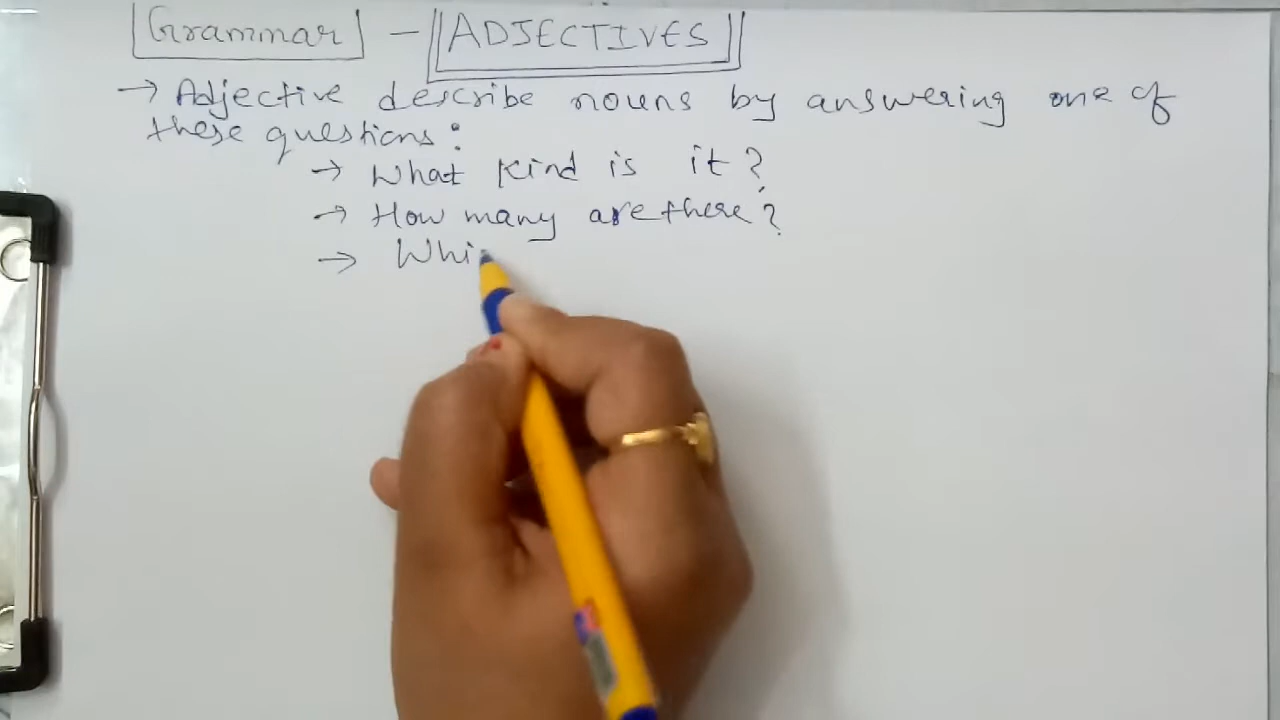 Grammar - ADJECTIVES
→ Adjective describe nouns by answering one of
these questions:
→ What kind is it?
→ How many are there?
→ Whi